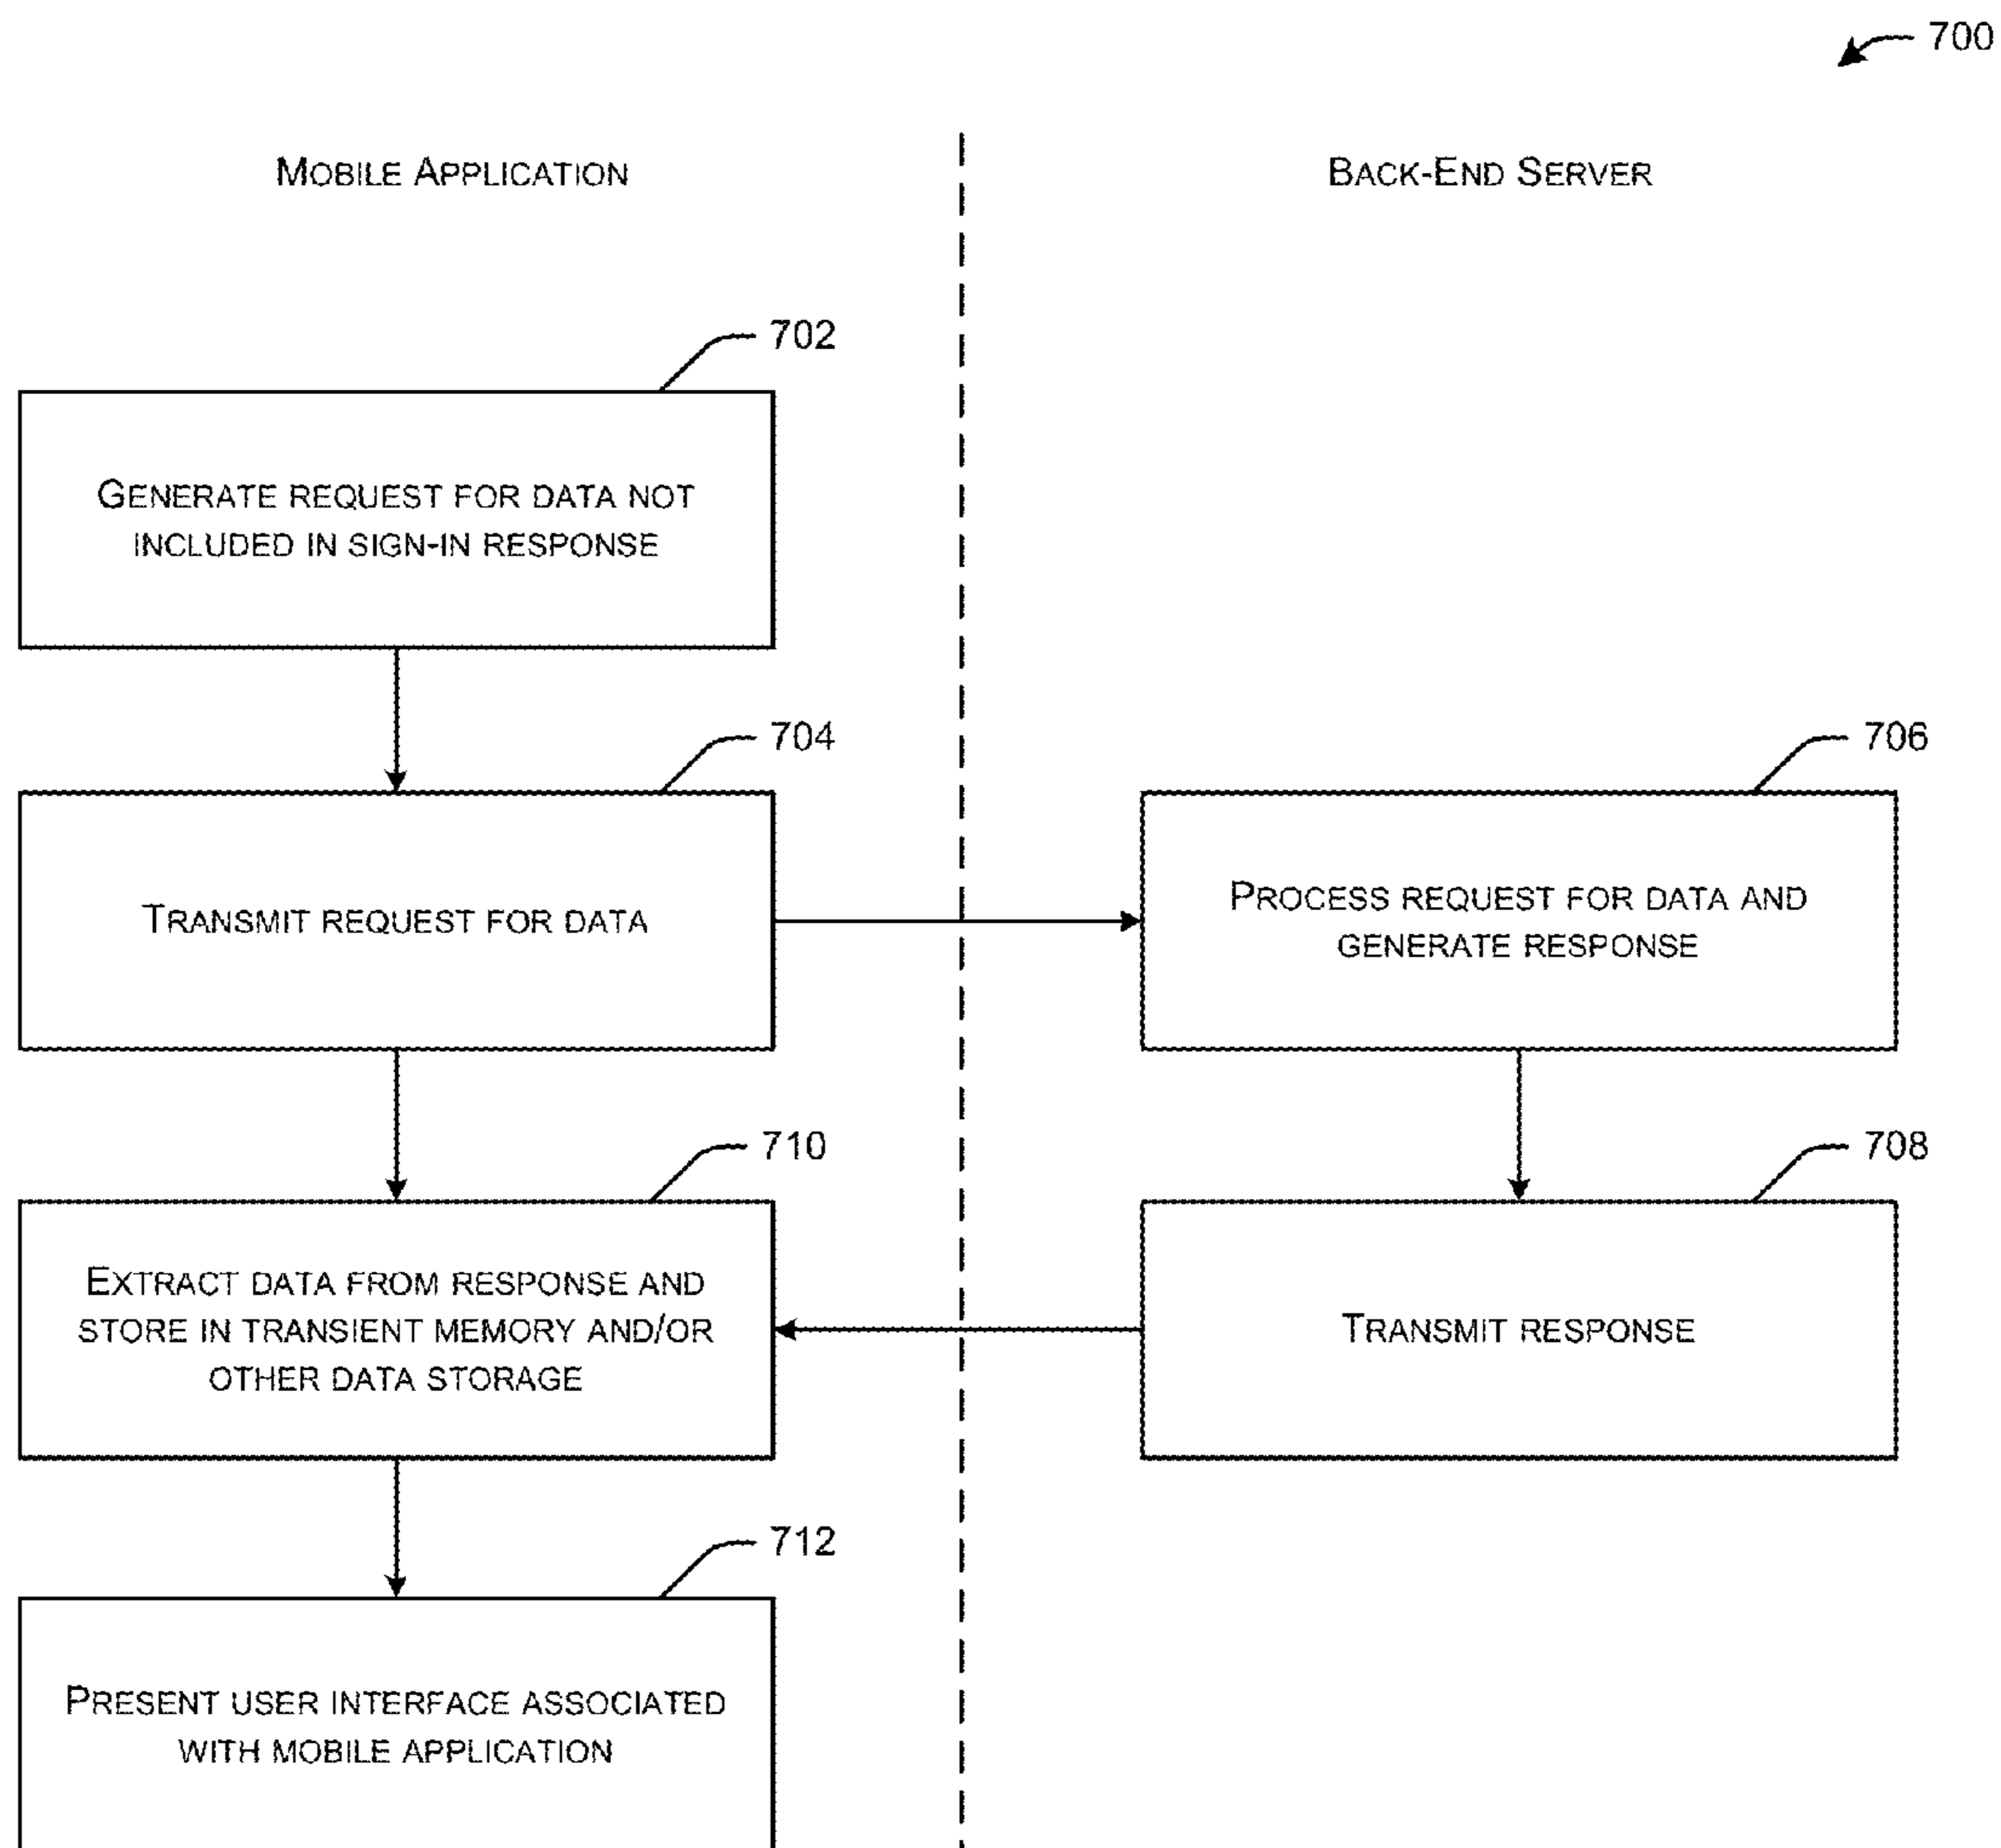 700
MOBILE APPLICATION
BACK-END SERVER
702
GENERATE REQUEST FOR DATA NOT
INCLUDED IN SIGN-IN RESPONSE
704
TRANSMIT REQUEST FOR DATA
706
PROCESS REQUEST FOR DATA AND
GENERATE RESPONSE
710
EXTRACT DATA FROM RESPONSE AND
STORE IN TRANSIENT MEMORY AND/OR
OTHER DATA STORAGE
708
TRANSMIT RESPONSE
712
PRESENT USER INTERFACE ASSOCIATED
WITH MOBILE APPLICATION